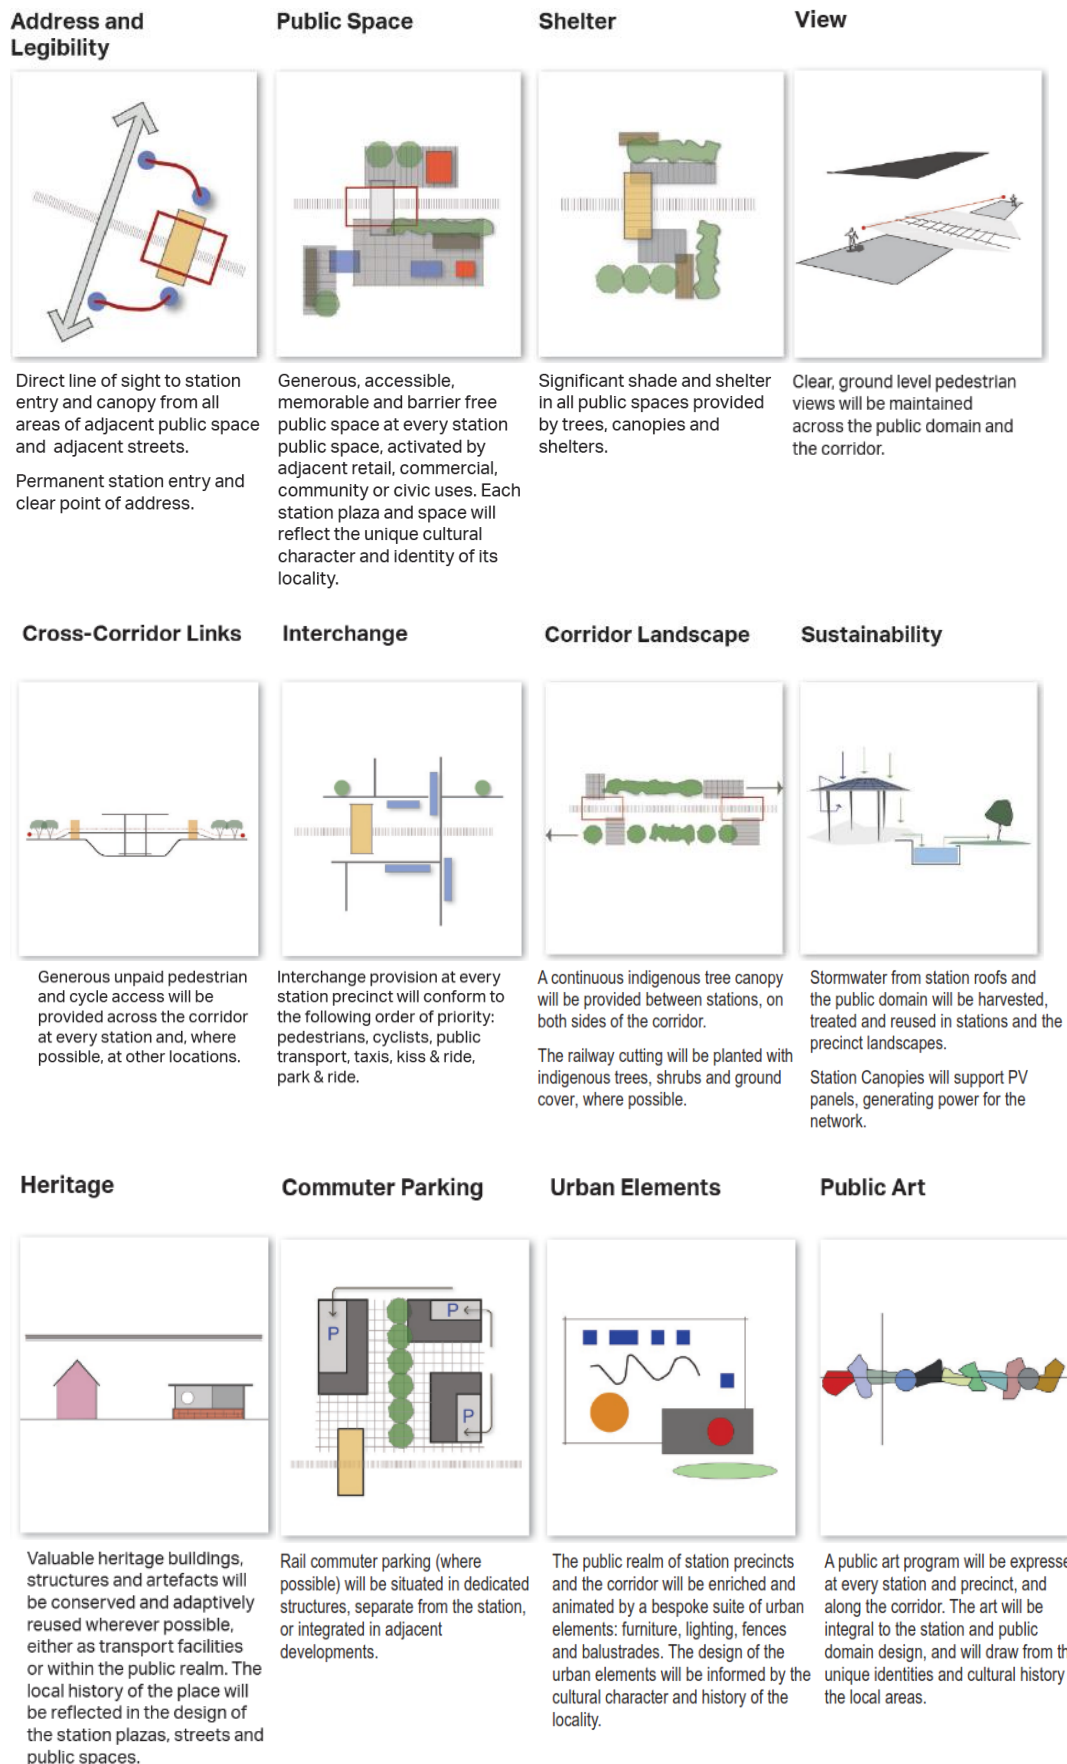 Address and
Legibility
Public Space
Shelter
View
Direct line of sight to station
entry and canopy from all
areas of adjacent public space
and adjacent streets.
Permanent station entry and
clear point of address.
Generous, accessible,
memorable and barrier free
public space at every station
public space, activated by
adjacent retail, commercial,
community or civic uses. Each
station plaza and space will
reflect the unique cultural
character and identity of its
locality.
Significant shade and shelter
in all public spaces provided
by trees, canopies and
shelters.
Clear, ground level pedestrian
views will be maintained
across the public domain and
the corridor.
Cross-Corridor Links
Interchange
Corridor Landscape
Sustainability
Generous unpaid pedestrian
and cycle access will be
provided across the corridor
at every station and, where
possible, at other locations.
Interchange provision at every
station precinct will conform to
the following order of priority:
pedestrians, cyclists, public
transport, taxis, kiss & ride,
park & ride.
A continuous indigenous tree canopy
will be provided between stations, on
both sides of the corridor.
The railway cutting will be planted with
indigenous trees, shrubs and ground
cover, where possible.
Stormwater from station roofs and
the public domain will be harvested,
treated and reused in stations and the
precinct landscapes.
Station Canopies will support PV
panels, generating power for the
network.
Heritage
Commuter Parking
Urban Elements
Public Art
P
P
P
Valuable heritage buildings,
structures and artefacts will
be conserved and adaptively
reused wherever possible,
either as transport facilities
or within the public realm. The
local history of the place will
be reflected in the design of
the station plazas, streets and
public spaces.
Rail commuter parking (where
possible) will be situated in dedicated
structures, separate from the station,
or integrated in adjacent
developments.
The public realm of station precincts
and the corridor will be enriched and
animated by a bespoke suite of urban
elements: furniture, lighting, fences
and balustrades. The design of the
urban elements will be informed by the
cultural character and history of the
locality.
A public art program will be expresse
at every station and precinct, and
along the corridor. The art will be
integral to the station and public
domain design, and will draw from th
unique identities and cultural history
the local areas.